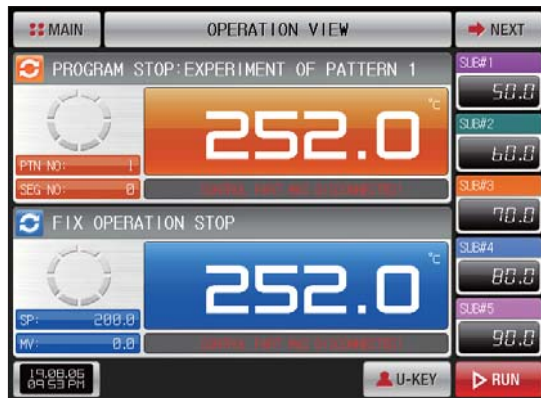 MAIN
OPERATION VIEW
NEXT
PROGRAM STOP:EXPERIMENT OF PATTERN 1
°C
252.0
PTN NO: 1
SEG NO: 0
FIX OPERATION STOP
°C
252.0
SP: 200.0
MV: 0.0
SUB#1
50.0
SUB#2
60.0
SUB#3
70.0
SUB#4
80.0
SUB#5
90.0
19.08.06
09:53 PM
U-KEY
RUN